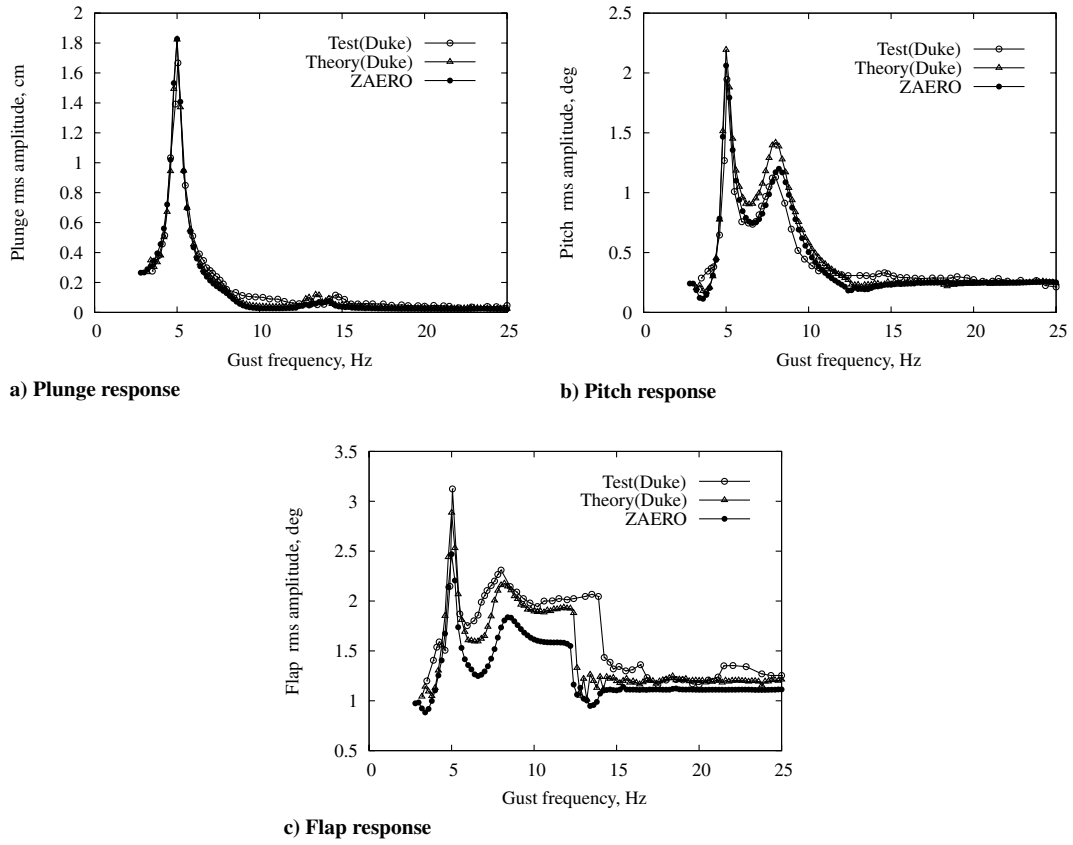 2
1.8
1.6
1.4
1.2
1
0.8
0.6
0.4
0.2
0
Plunge rms amplitude, cm
Test(Duke)
Theory(Duke)
ZAERO
0 5 10 15 20 25
Gust frequency, Hz
a) Plunge response
2.5
2
1.5
1
0.5
0
Pitch rms amplitude, deg
Test(Duke)
Theory(Duke)
ZAERO
0 5 10 15 20 25
Gust frequency, Hz
b) Pitch response
3.5
3
2.5
2
1.5
1
0.5
Flap rms amplitude, deg
Test(Duke)
Theory(Duke)
ZAERO
0 5 10 15 20 25
Gust frequency, Hz
c) Flap response